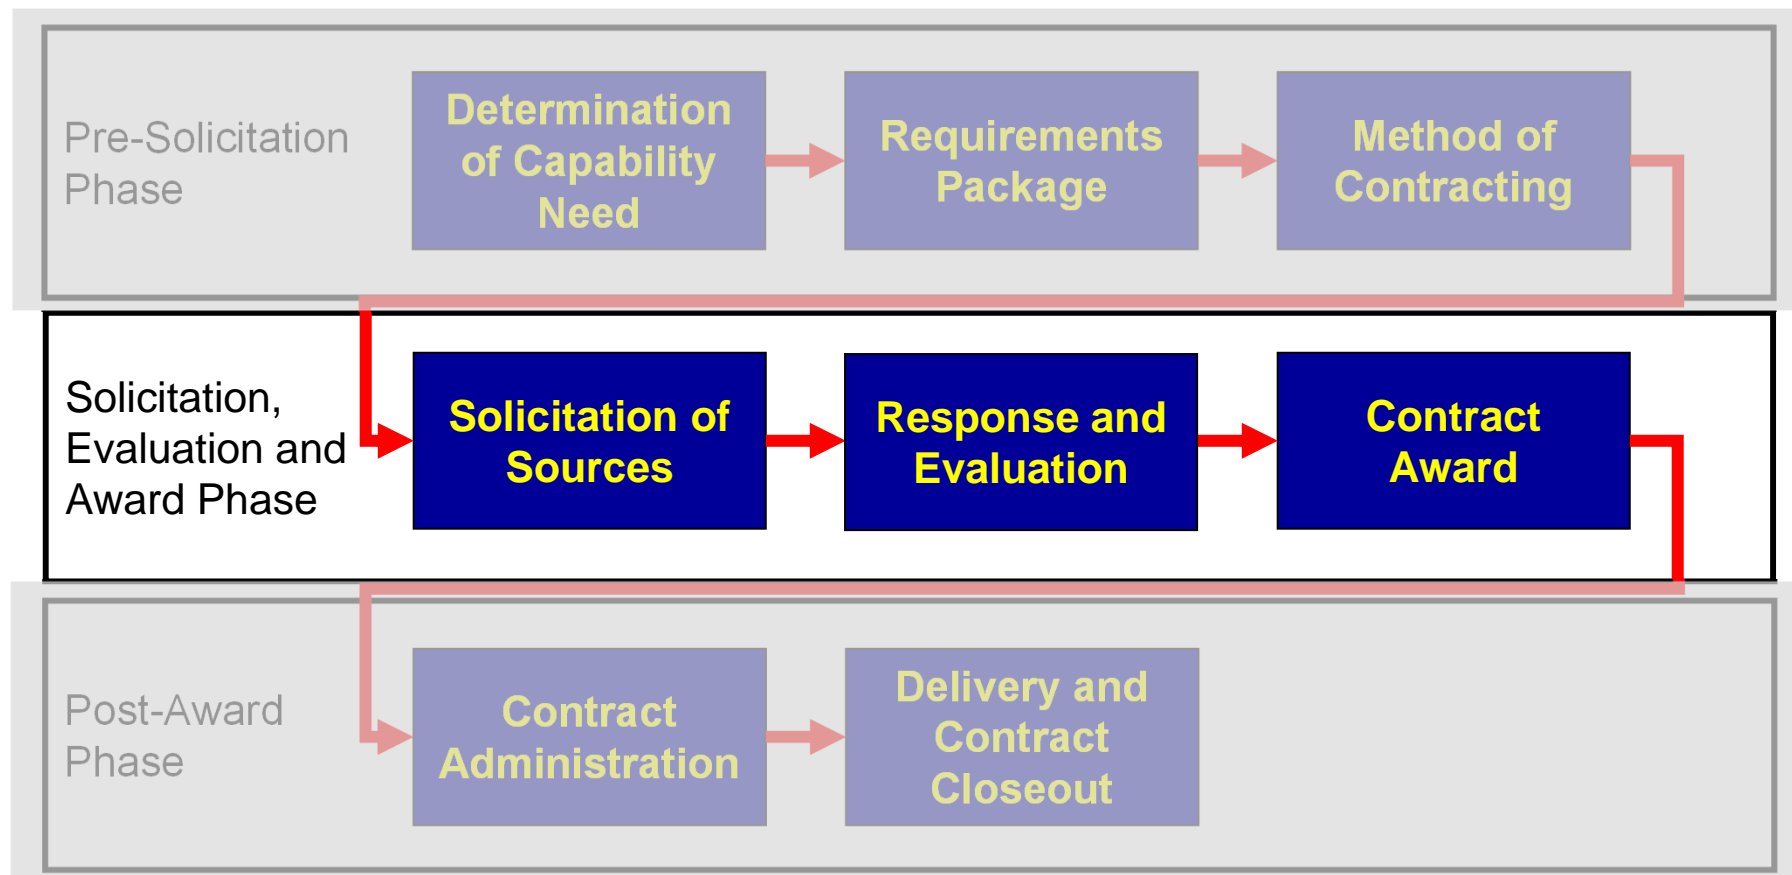 Pre-Solicitation
Phase
Determination
of Capability
Need
Requirements
Package
Method of
Contracting
Solicitation,
Evaluation and
Award Phase
Solicitation of
Sources
Response and
Evaluation
Contract
Award
Post-Award
Phase
Contract
Administration
Delivery and
Contract
Closeout